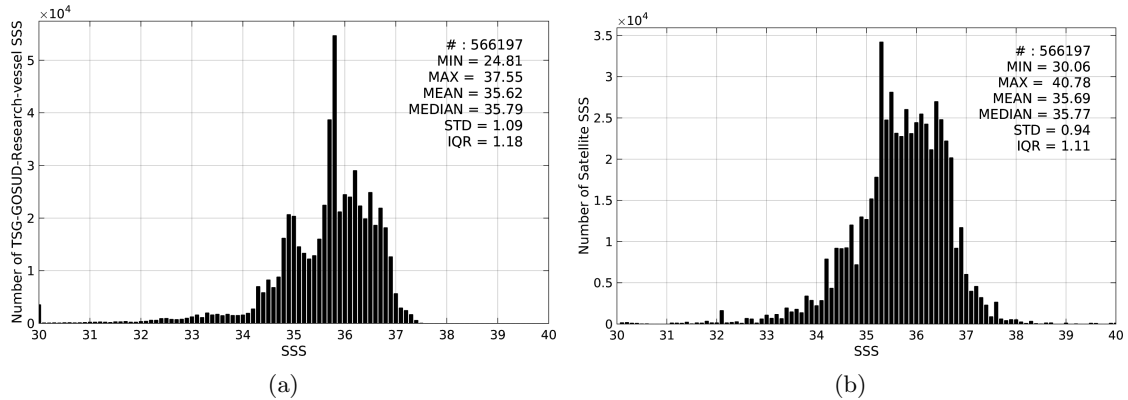 ×10⁴
Number of TSG-GOSUD-Research-vessel SSS
5
4
3
2
1
0
# : 566197
MIN = 24.81
MAX = 37.55
MEAN = 35.62
MEDIAN = 35.79
STD = 1.09
IQR = 1.18
30 31 32 33 34 35 36 37 38 39 40
SSS
(a)
×10⁴
Number of Satellite SSS
3.5
3
2.5
2
1.5
1
0.5
0
# : 566197
MIN = 30.06
MAX = 40.78
MEAN = 35.69
MEDIAN = 35.77
STD = 0.94
IQR = 1.11
30 31 32 33 34 35 36 37 38 39 40
SSS
(b)